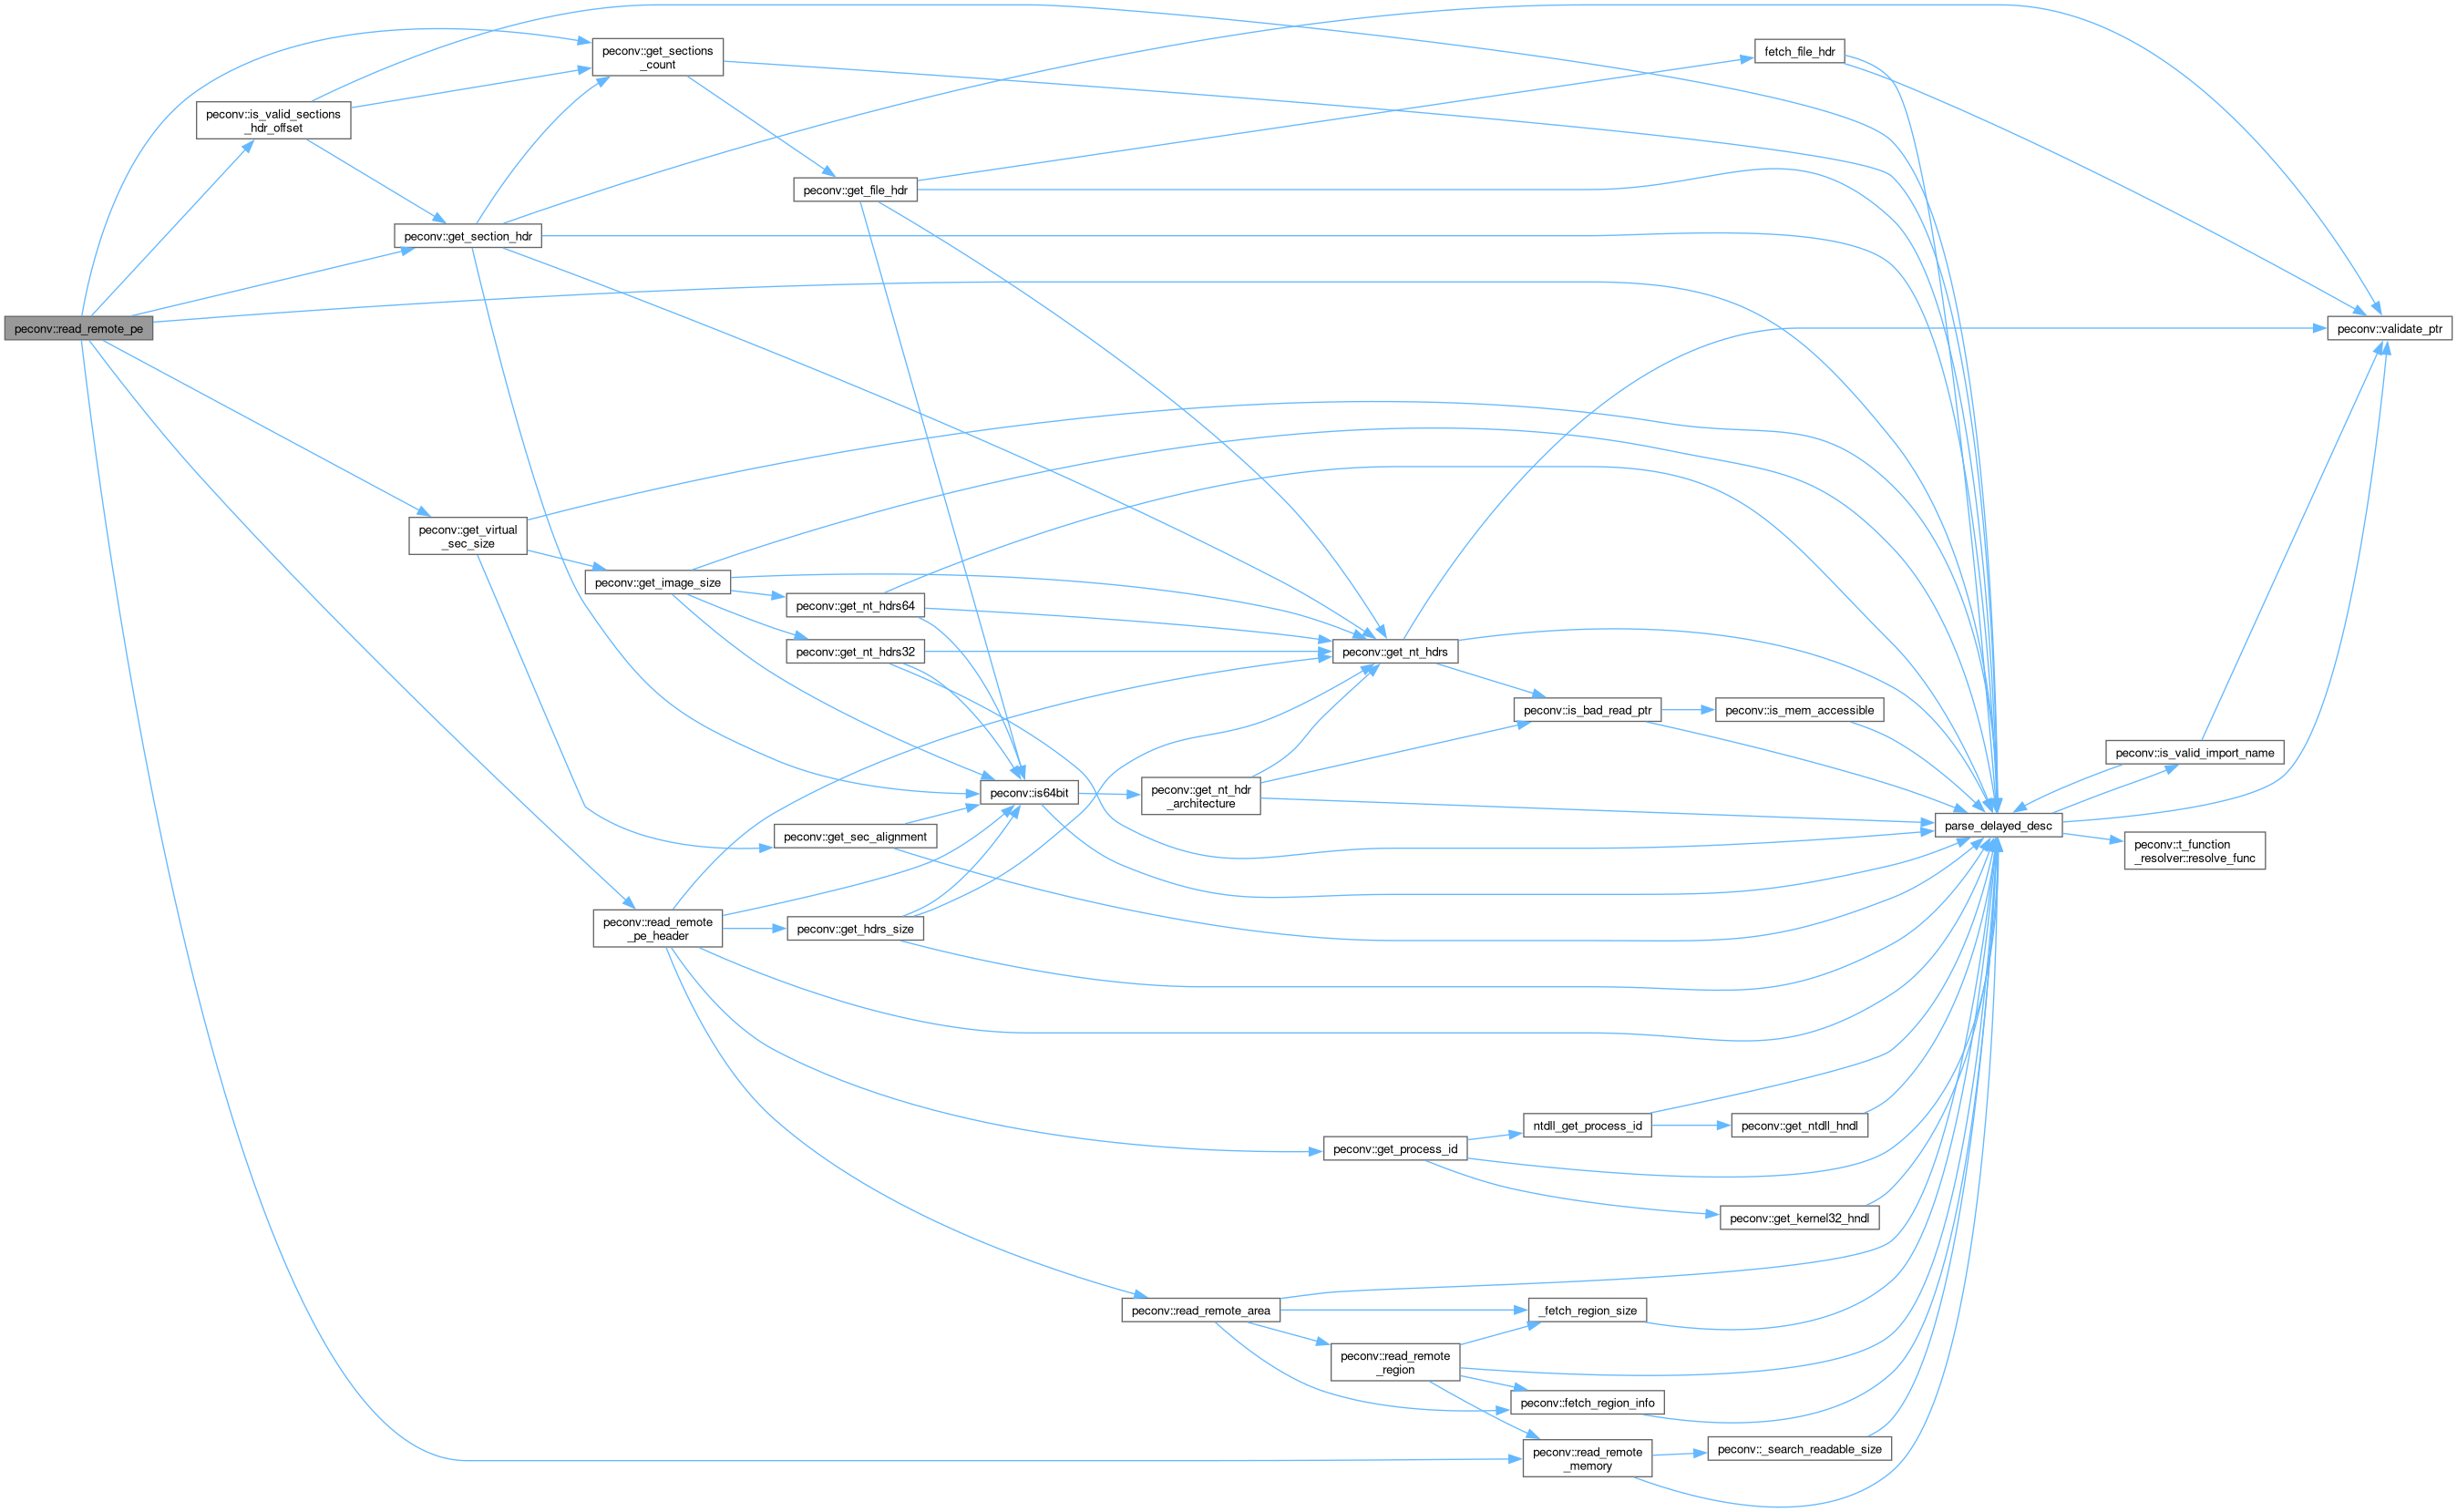 peconv::read_remote_pe
peconv::is_valid_sections
_hdr_offset
peconv::get_section_hdr
peconv::get_virtual
_sec_size
peconv::get_sections
_count
peconv::get_image_size
peconv::read_remote
_pe_header
peconv::get_file_hdr
peconv::get_nt_hdrs64
peconv::get_nt_hdrs32
peconv::get_sec_alignment
peconv::get_hdrs_size
peconv::is64bit
peconv::get_nt_hdr
_architecture
peconv::read_remote_area
peconv::get_nt_hdrs
peconv::get_process_id
peconv::read_remote
_region
peconv::is_bad_read_ptr
ntdll_get_process_id
_fetch_region_size
peconv::fetch_region_info
peconv::read_remote
_memory
fetch_file_hdr
peconv::is_mem_accessible
peconv::get_ntdll_hndl
peconv::get_kernel32_hndl
peconv::_search_readable_size
parse_delayed_desc
peconv::is_valid_import_name
peconv::t_function
_resolver::resolve_func
peconv::validate_ptr